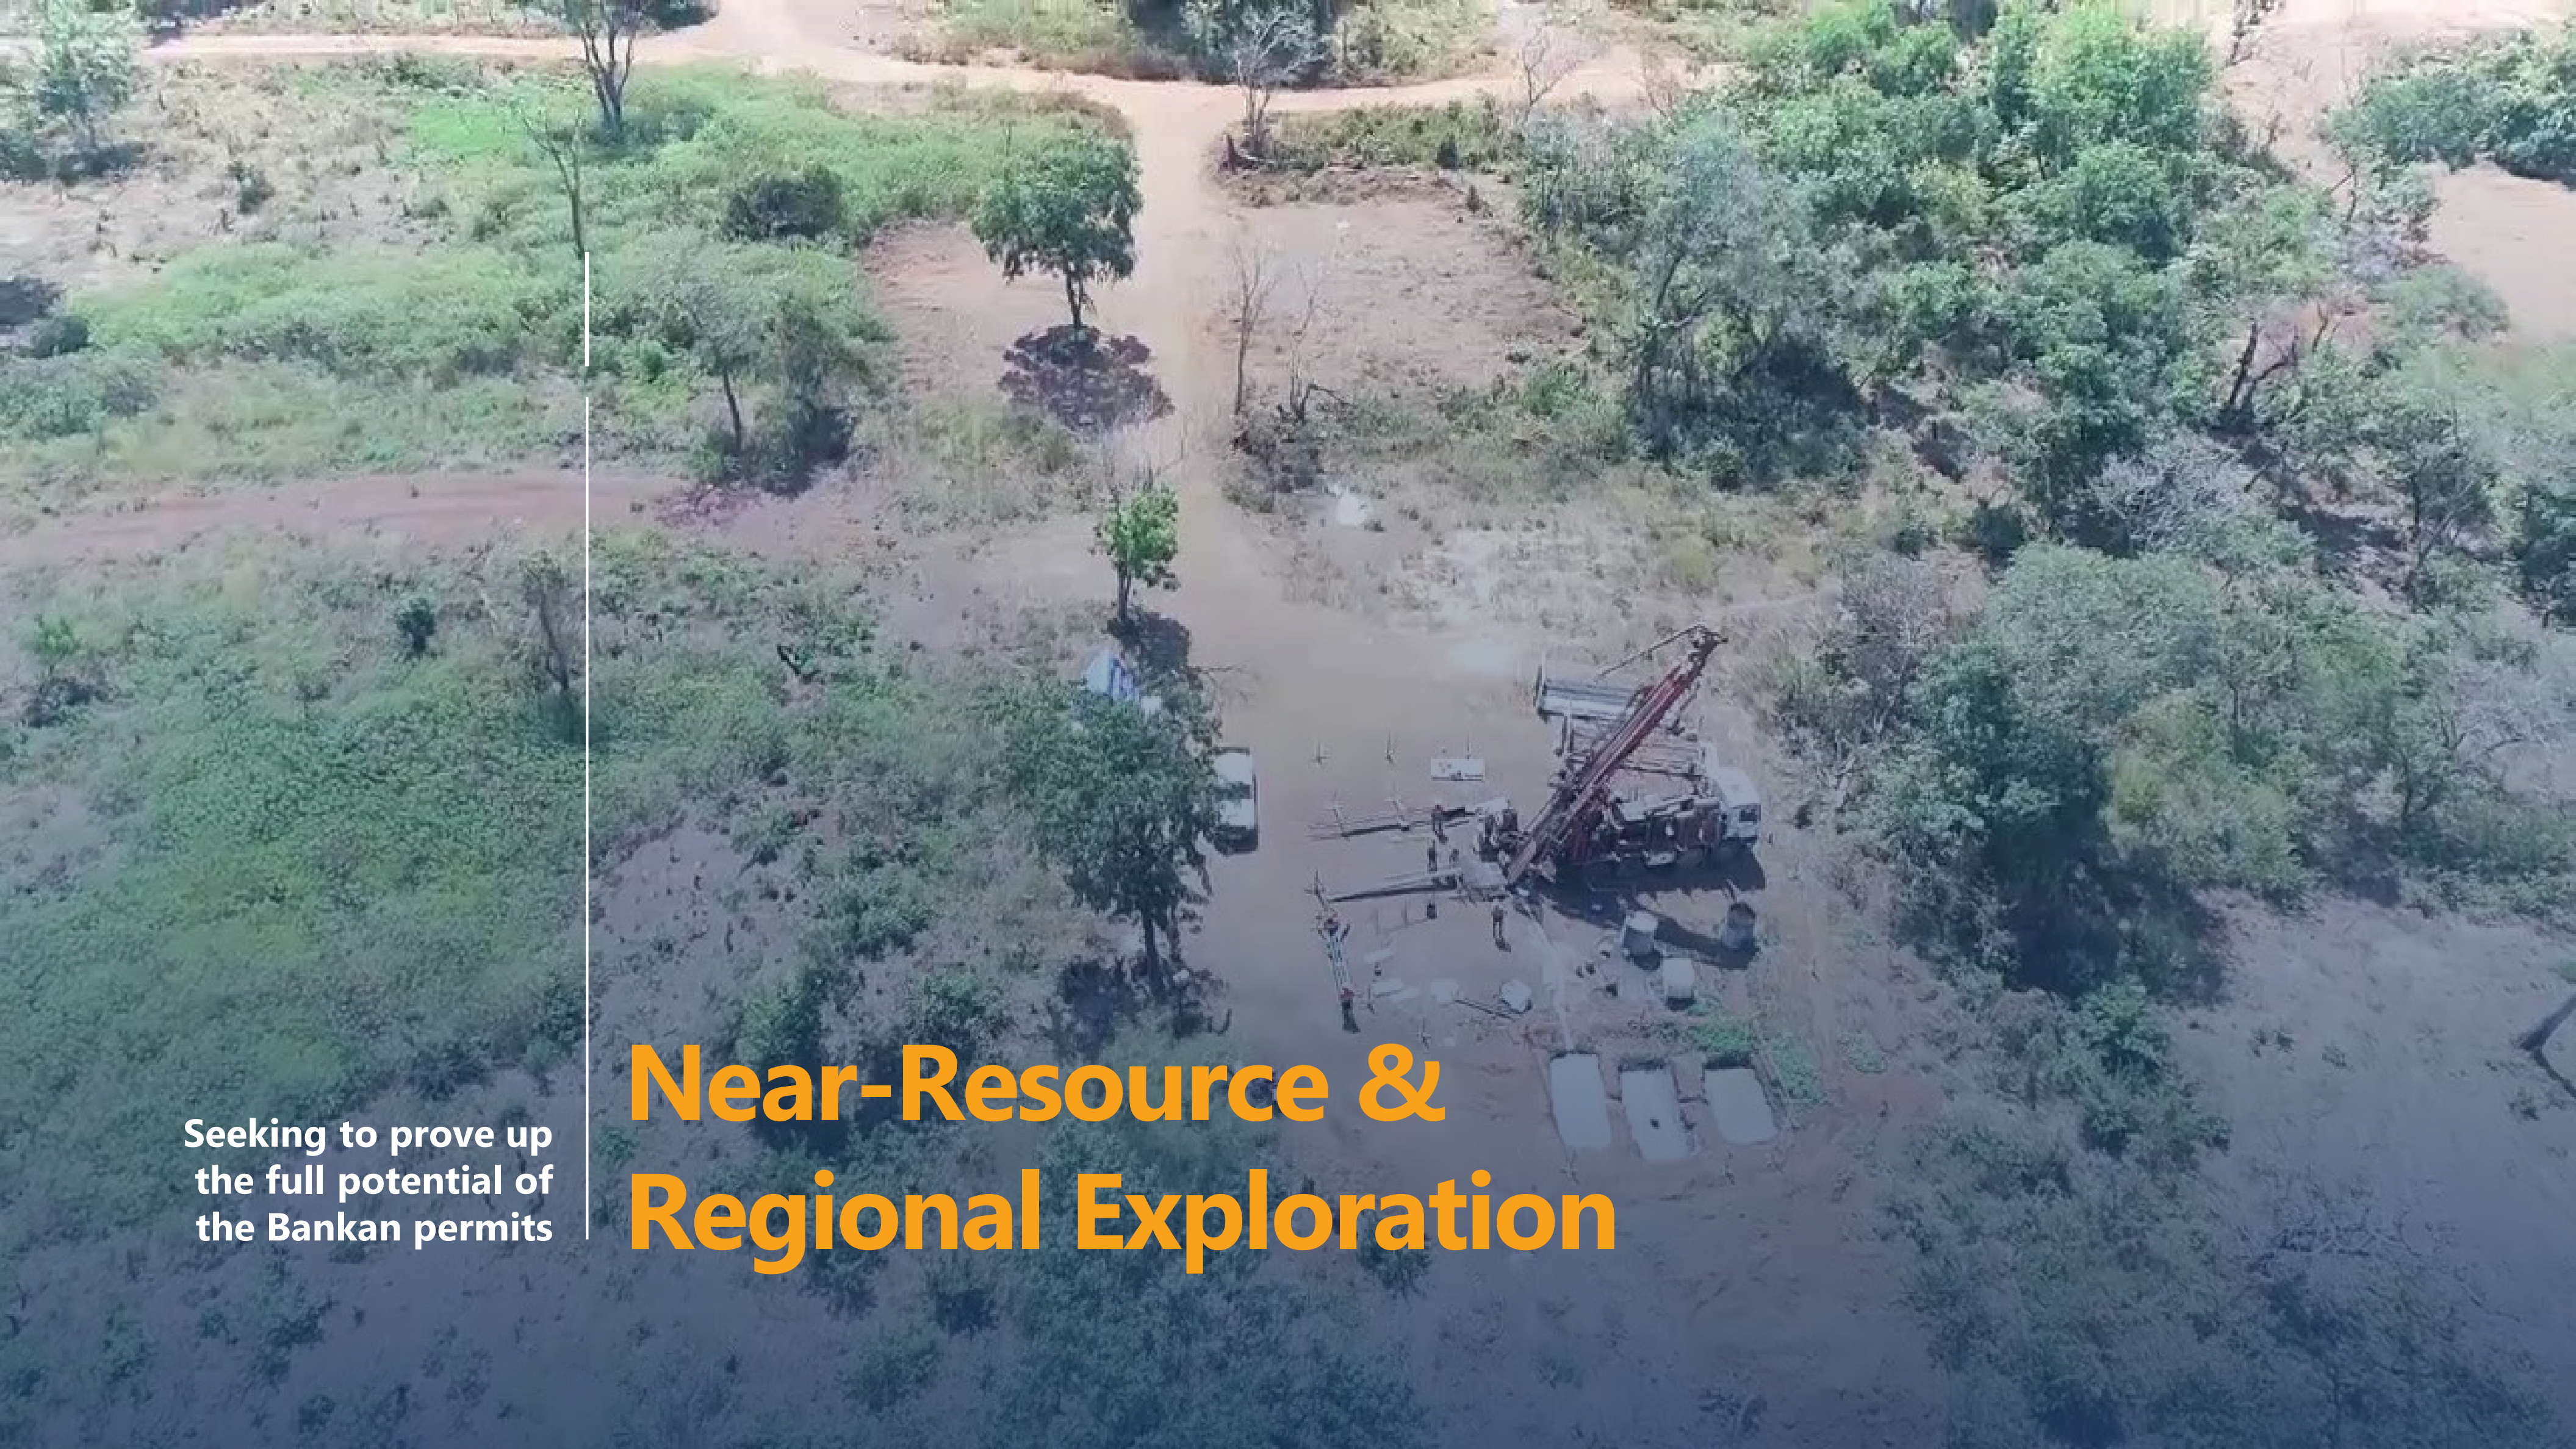 Seeking to prove up
the full potential of
the Bankan permits
Near-Resource &
Regional Exploration